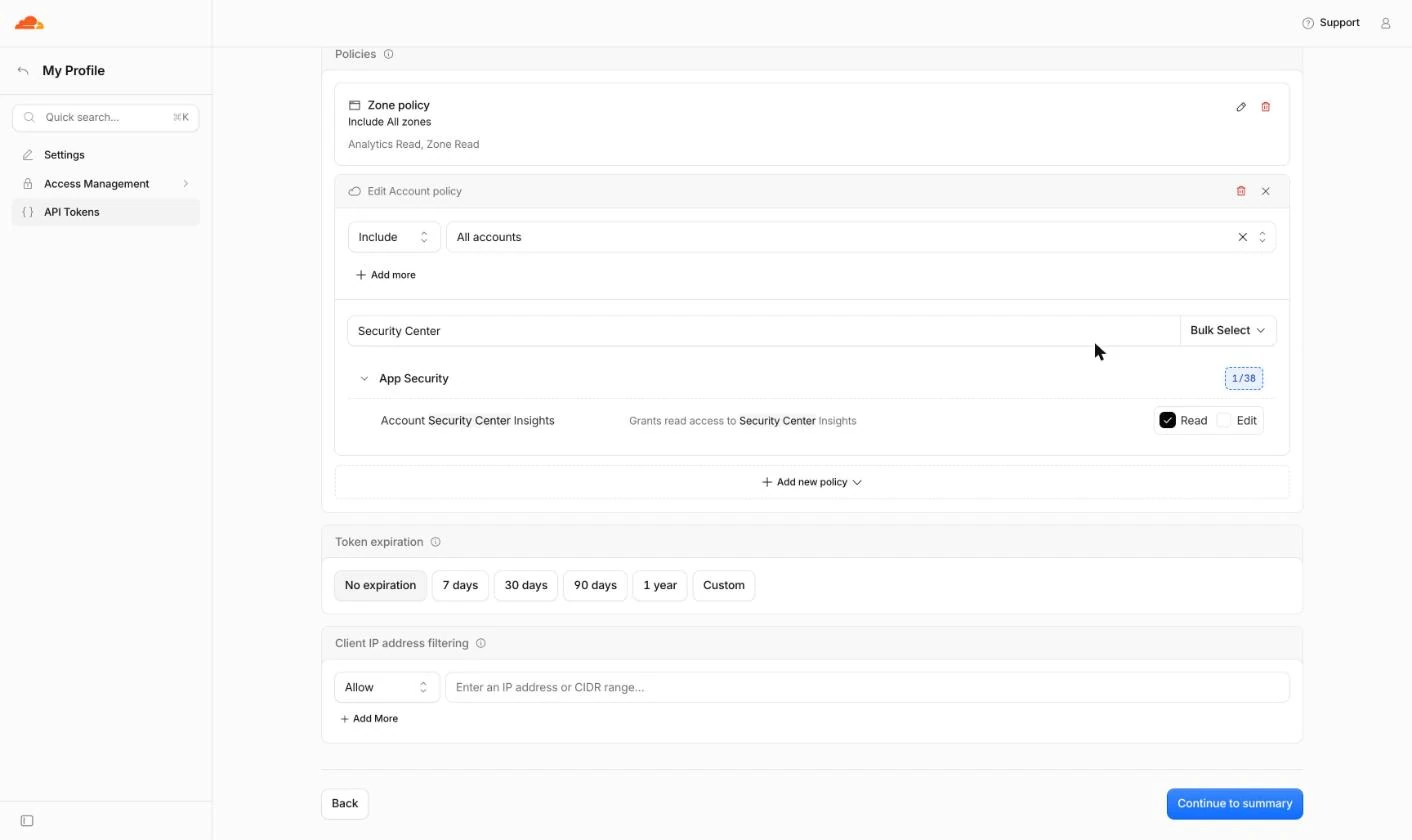 Support
My Profile
Quick search... ⌘K
Settings
Access Management
API Tokens
Policies
Zone policy
Include All zones
Analytics Read, Zone Read
Edit Account policy
Include All accounts
Add more
Security Center Bulk Select
App Security 1/38
Account Security Center Insights Grants read access to Security Center Insights Read Edit
Add new policy
Token expiration
No expiration 7 days 30 days 90 days 1 year Custom
Client IP address filtering
Allow Enter an IP address or CIDR range...
Add More
Back Continue to summary